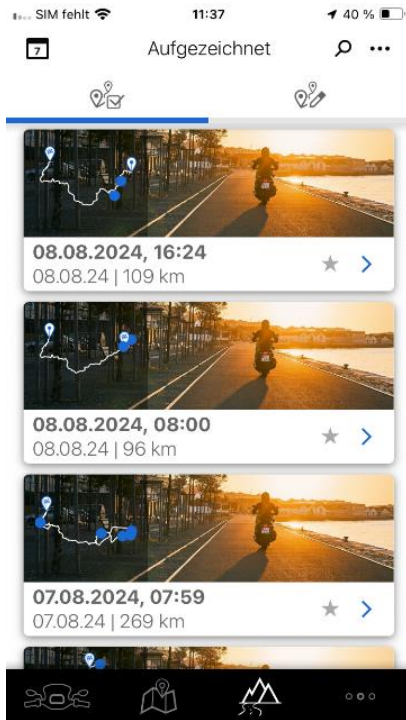 SIM fehlt 11:37 40 %
7 Aufgezeichnet
08.08.2024, 16:24
08.08.24 | 109 km
08.08.2024, 08:00
08.08.24 | 96 km
07.08.2024, 07:59
07.08.24 | 269 km